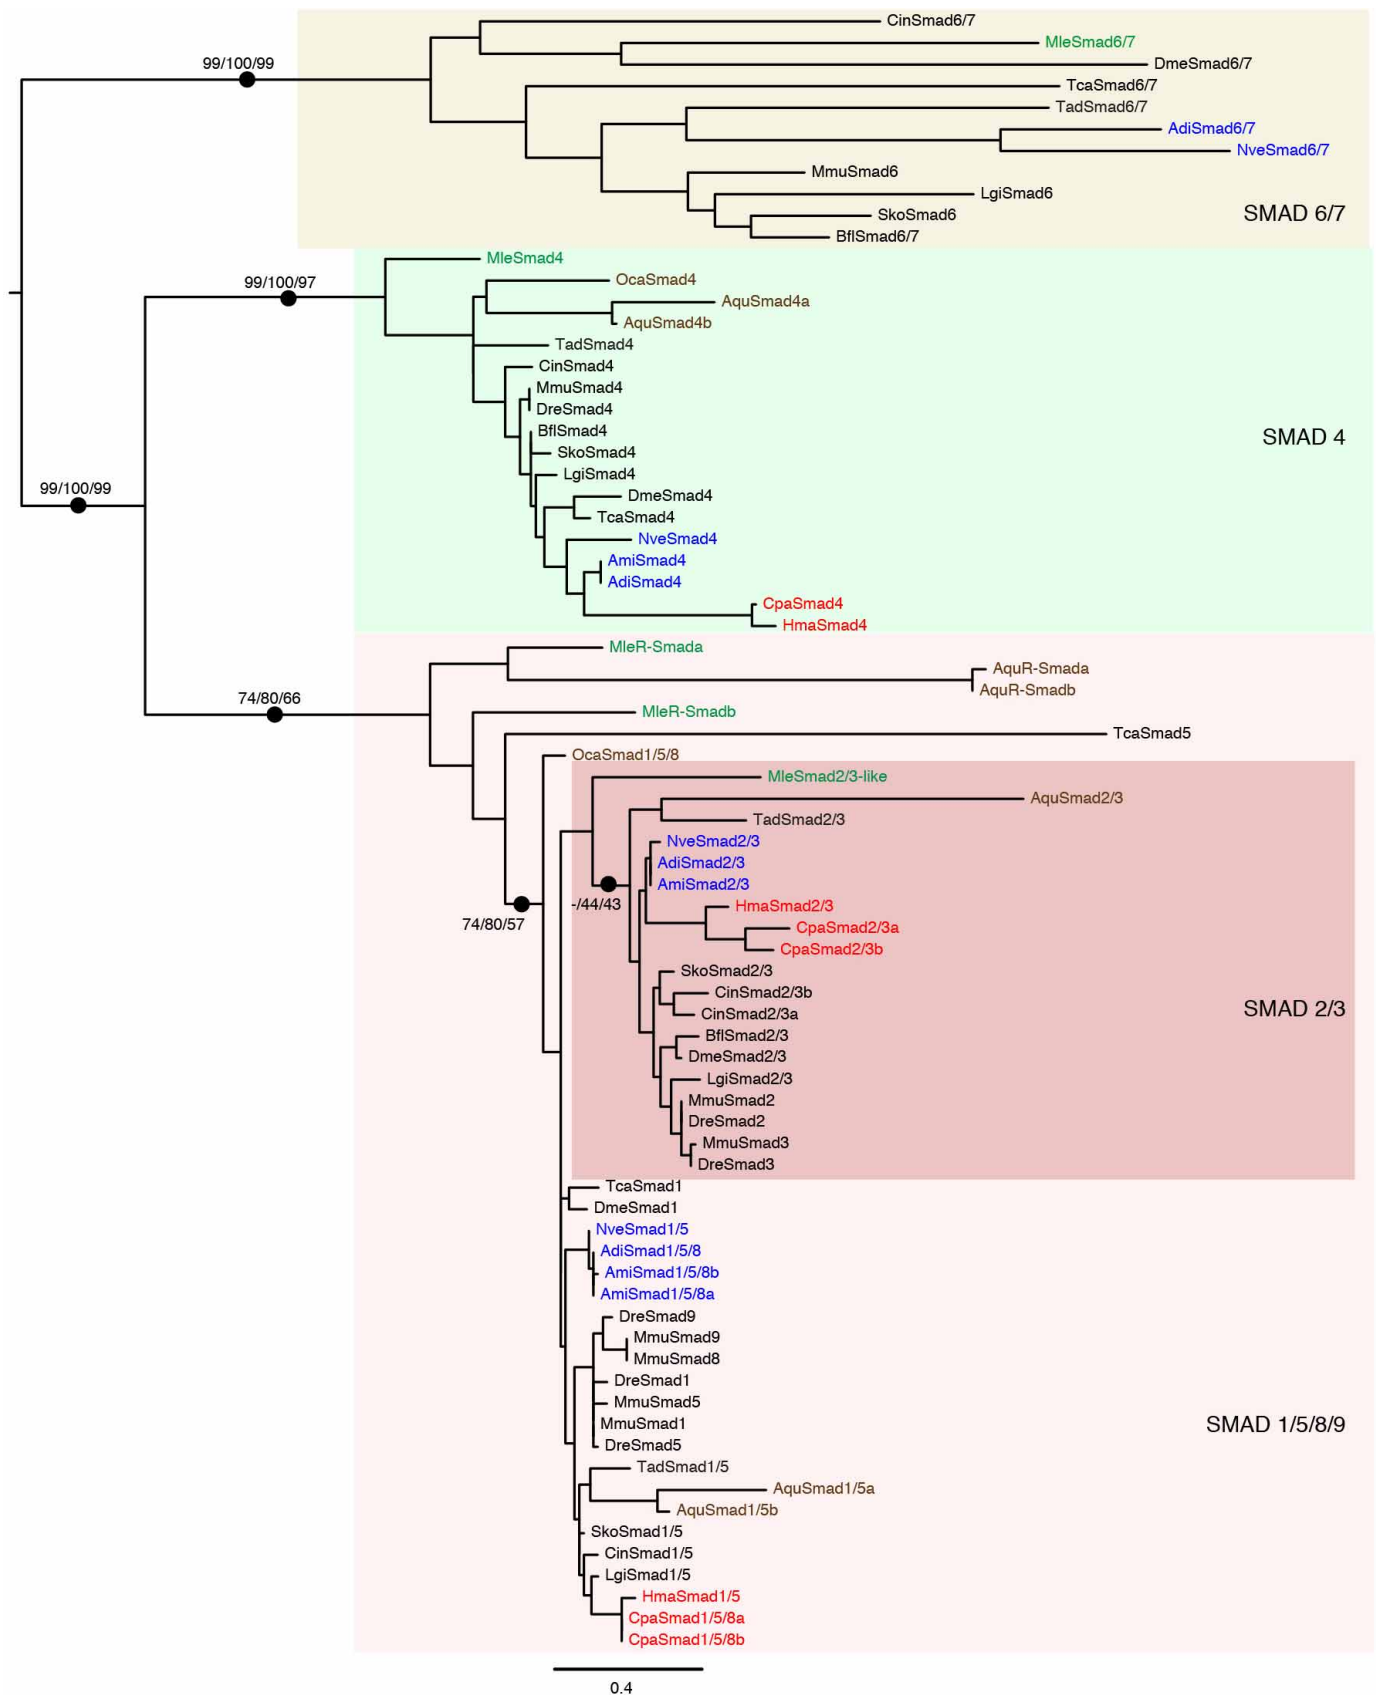 CinSmad6/7
MleSmad6/7
99/100/99
DmeSmad6/7
TcaSmad6/7
TadSmad6/7
AdiSmad6/7
NveSmad6/7
MmuSmad6
LgiSmad6
SkoSmad6
SMAD 6/7
BflSmad6/7
MleSmad4
99/100/97
OcaSmad4
AquSmad4a
AquSmad4b
TadSmad4
CinSmad4
MmuSmad4
DreSmad4
BflSmad4
SMAD 4
SkoSmad4
LgiSmad4
99/100/99
DmeSmad4
TcaSmad4
NveSmad4
AmiSmad4
AdiSmad4
CpaSmad4
HmaSmad4
MleR-Smada
AquR-Smada
AquR-Smadb
74/80/66
MleR-Smadb
TcaSmad5
OcaSmad1/5/8
MleSmad2/3-like
AquSmad2/3
TadSmad2/3
NveSmad2/3
AdiSmad2/3
AmiSmad2/3
-/44/43
HmaSmad2/3
74/80/57
CpaSmad2/3a
CpaSmad2/3b
SkoSmad2/3
CinSmad2/3b
SMAD 2/3
CinSmad2/3a
BflSmad2/3
DmeSmad2/3
LgiSmad2/3
MmuSmad2
DreSmad2
MmuSmad3
DreSmad3
TcaSmad1
DmeSmad1
NveSmad1/5
AdiSmad1/5/8
AmiSmad1/5/8b
AmiSmad1/5/8a
DreSmad9
MmuSmad9
MmuSmad8
DreSmad1
MmuSmad5
MmuSmad1
SMAD 1/5/8/9
DreSmad5
TadSmad1/5
AquSmad1/5a
AquSmad1/5b
SkoSmad1/5
CinSmad1/5
LgiSmad1/5
HmaSmad1/5
CpaSmad1/5/8a
CpaSmad1/5/8b
0.4